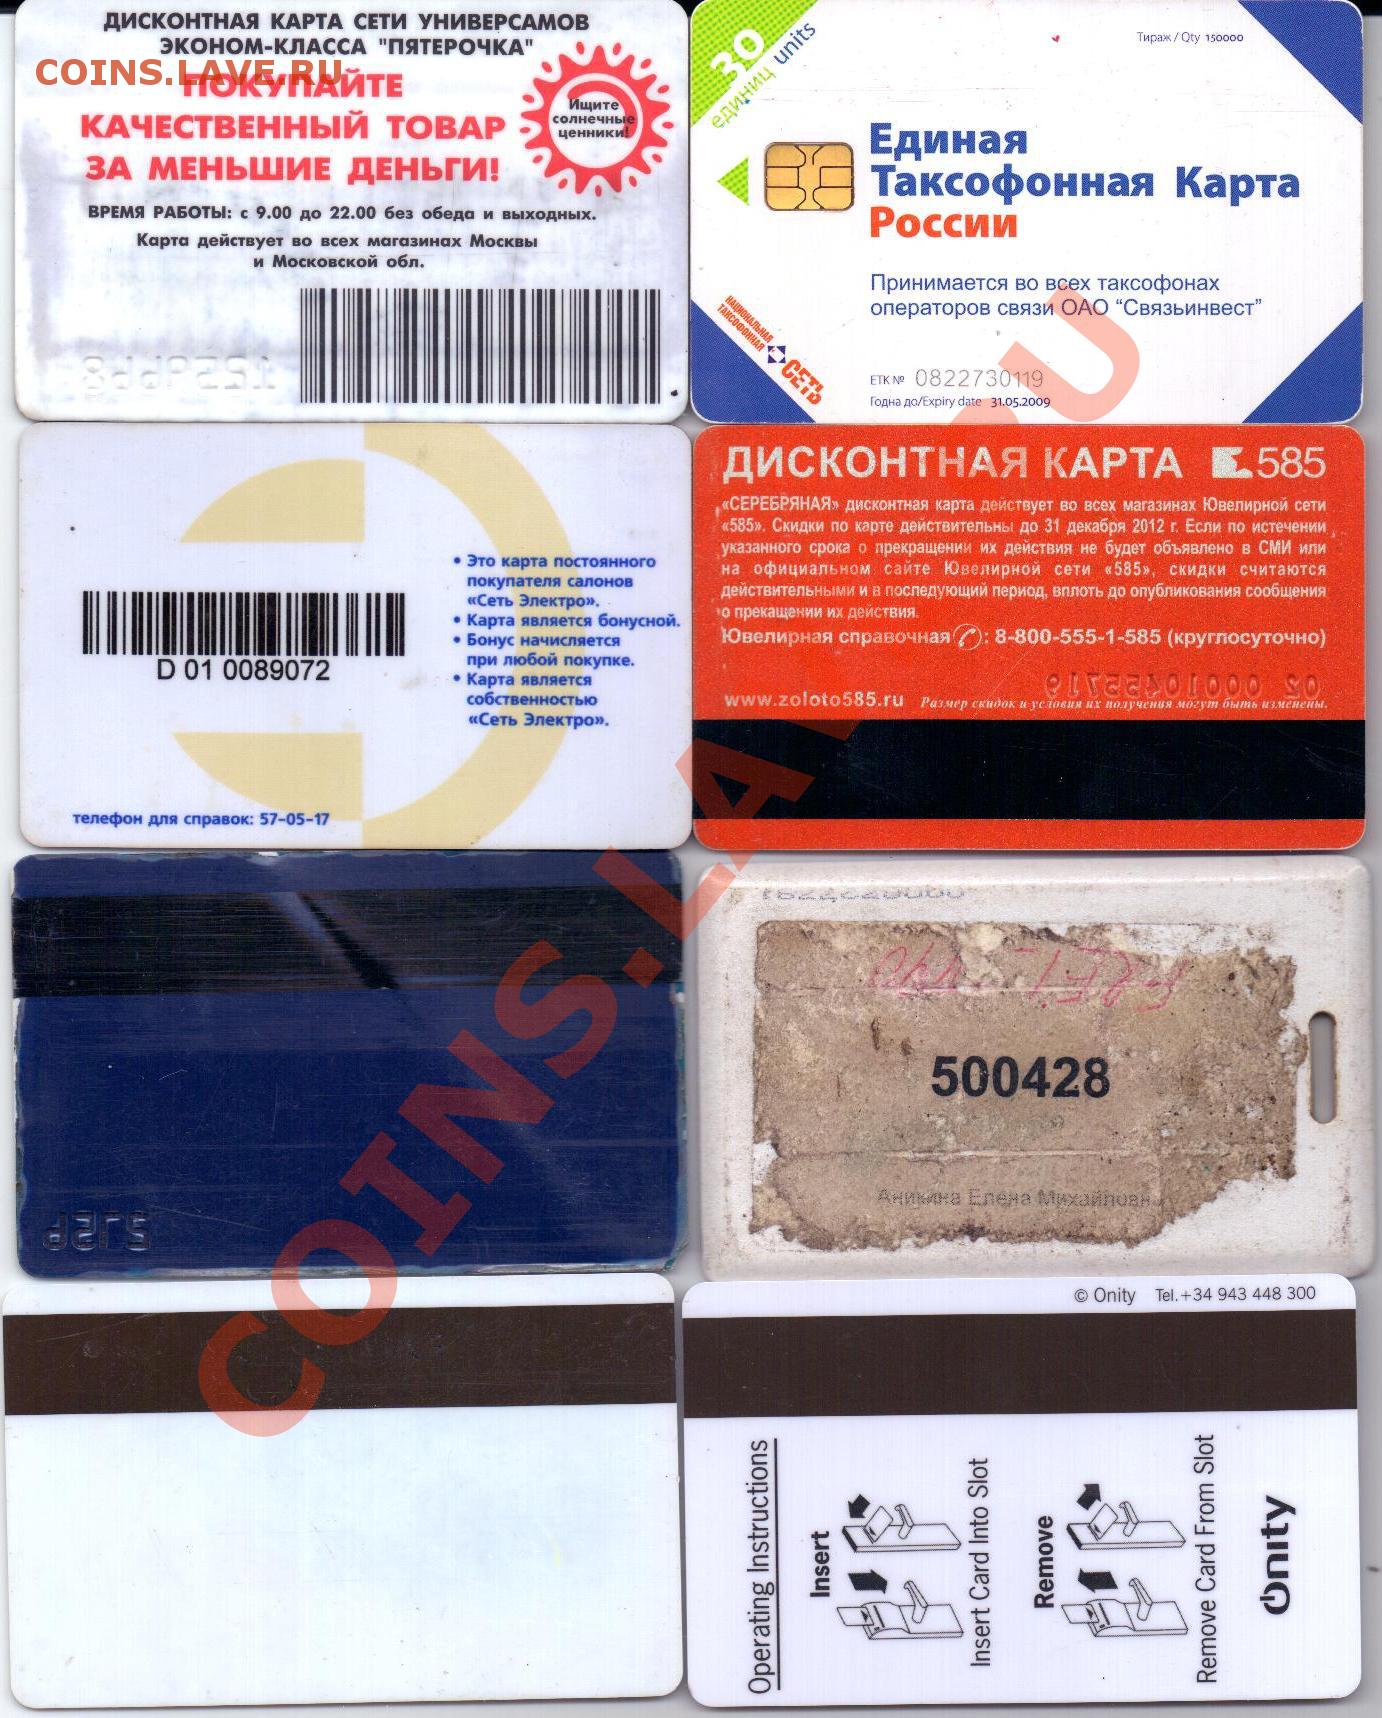 ДИСКОНТНАЯ КАРТА СЕТИ УНИВЕРСАМОВ
ЭКОНОМ-КЛАССА "ПЯТЕРОЧКА"
COINS.LAVE.RU
ПОКУПАЙТЕ
КАЧЕСТВЕННЫЙ ТОВАР
ЗА МЕНЬШИЕ ДЕНЬГИ!
Ищите
солнечные
ценники!
ВРЕМЯ РАБОТЫ: с 9.00 до 22.00 без обеда и выходных.
Карта действует во всех магазинах Москвы
и Московской обл.
30
единиц units
Тираж / Qty 150000
Единая
Таксофонная Карта
России
Принимается во всех таксофонах
операторов связи ОАО “Связьинвест”
НАЦИОНАЛЬНАЯ
ТАКСОФОННАЯ
СЕТЬ
ЕТК № 0822730119
Годна до/Expiry date 31.05.2009
D 01 0089072
• Это карта постоянного
покупателя салонов
«Сеть Электро».
• Карта является бонусной.
• Бонус начисляется
при любой покупке.
• Карта является
собственностью
«Сеть Электро».
телефон для справок: 57-05-17
ДИСКОНТНАЯ КАРТА 585
«СЕРЕБРЯНАЯ» дисконтная карта действует во всех магазинах Ювелирной сети
«585». Скидки по карте действительны до 31 декабря 2012 г. Если по истечении
указанного срока о прекращении их действия не будет объявлено в СМИ или
на официальном сайте Ювелирной сети «585», скидки считаются
действительными и в последующий период, вплоть до опубликования сообщения
о прекащении их действия.
Ювелирная справочная : 8-800-555-1-585 (круглосуточно)
02 00010455719
www.zoloto585.ru Размер скидок и условия их получения могут быть изменены.
500428
Аникина Елена Михайловн
© Onity Tel.+34 943 448 300
Operating Instructions
Insert
Insert Card Into Slot
Remove
Remove Card From Slot
Onity
COINS.LAVE.RU